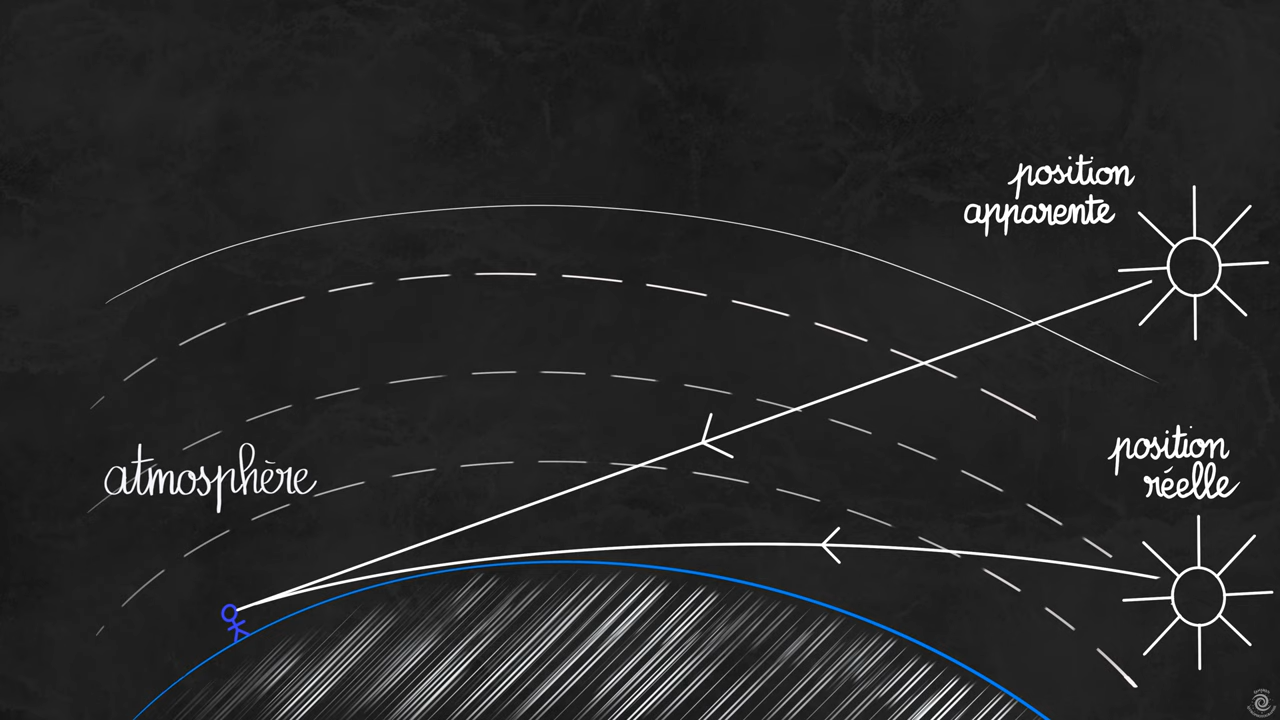 position
apparente
position
réelle
atmosphère